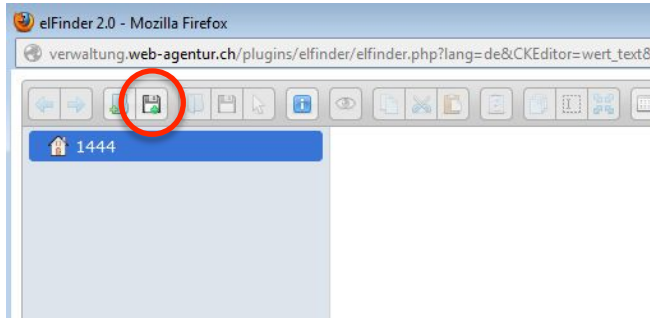 elFinder 2.0 - Mozilla Firefox
verwaltung.web-agentur.ch/plugins/elfinder/elfinder.php?lang=de&CKEditor=wert_text&
1444